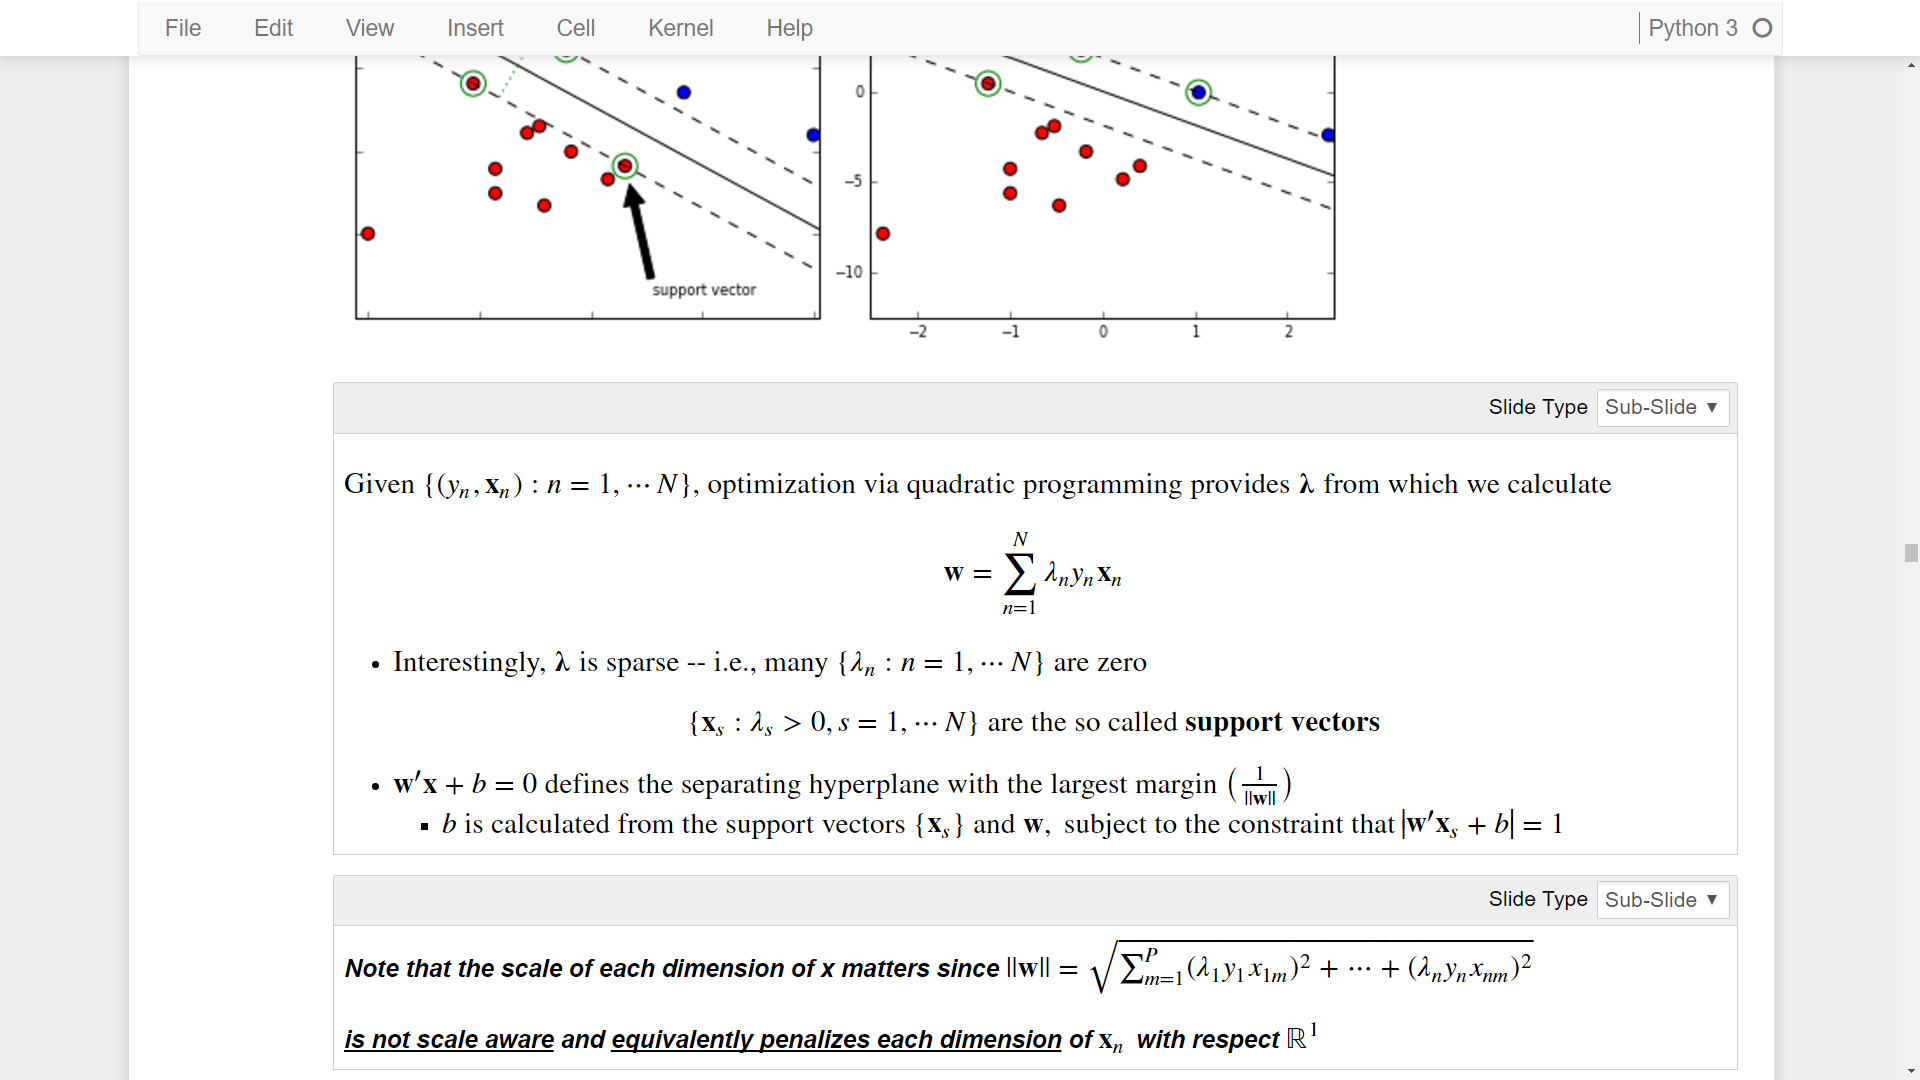 File Edit View Insert Cell Kernel Help Python 3
0
−5
−10
support vector
−2 −1 0 1 2
Slide Type Sub-Slide ▼
Given {(yₙ, 𝐱ₙ) : n = 1, ⋯ N}, optimization via quadratic programming provides 𝛌 from which we calculate
𝐰 = ∑_{n=1}^{N} λₙyₙ𝐱ₙ
• Interestingly, 𝛌 is sparse -- i.e., many {λₙ : n = 1, ⋯ N} are zero
{𝐱ₛ : λₛ > 0, s = 1, ⋯ N} are the so called support vectors
• 𝐰′𝐱 + b = 0 defines the separating hyperplane with the largest margin (1/||𝐰||)
▪ b is calculated from the support vectors {𝐱ₛ} and 𝐰, subject to the constraint that |𝐰′𝐱ₛ + b| = 1
Slide Type Sub-Slide ▼
Note that the scale of each dimension of x matters since ||𝐰|| = √(∑_{m=1}^{P} (λ₁y₁x₁ₘ)² + ⋯ + (λₙyₙxₙₘ)²)
is not scale aware and equivalently penalizes each dimension of 𝐱ₙ with respect ℝ¹